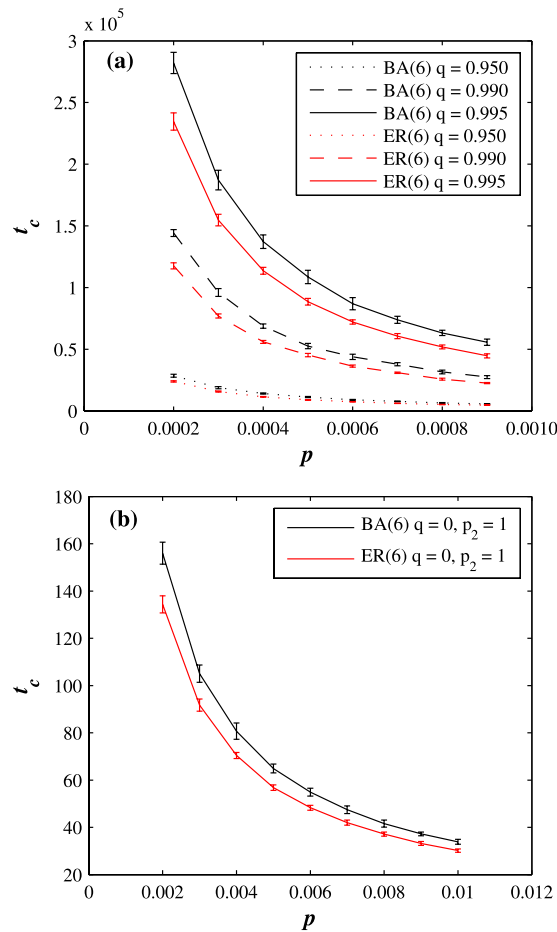 × 10^5
(a)
3
2.5
2
1.5
1
0.5
0
t_c
BA(6) q = 0.950
BA(6) q = 0.990
BA(6) q = 0.995
ER(6) q = 0.950
ER(6) q = 0.990
ER(6) q = 0.995
0.0002 0.0004 0.0006 0.0008 0.0010
p
(b)
180
160
140
120
100
80
60
40
20
t_c
BA(6) q = 0, p_2 = 1
ER(6) q = 0, p_2 = 1
0 0.002 0.004 0.006 0.008 0.01 0.012
p